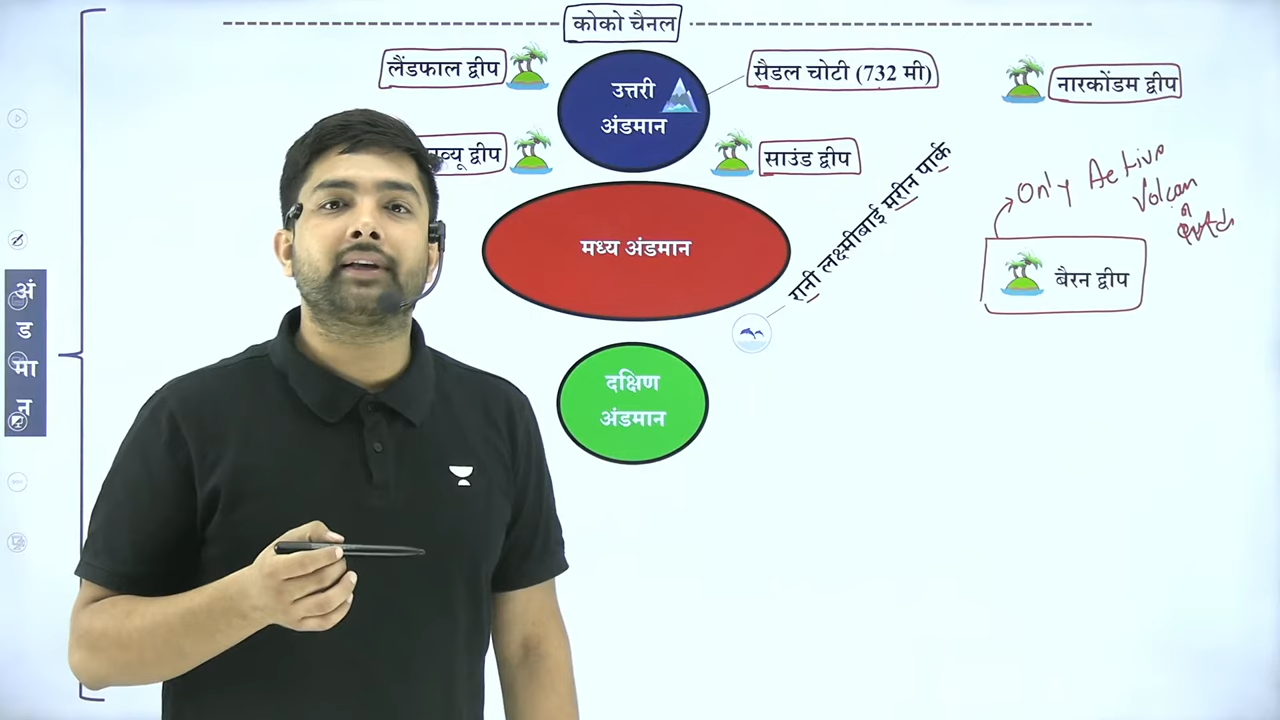 कोको चैनल
लैंडफाल द्वीप
उत्तरी
अंडमान
सैडल चोटी (732 मी)
नारकोंडम द्वीप
द्वीप
साउंड द्वीप
रानी लक्ष्मीबाई मरीन पार्क
Only Active
Volcan
मध्य अंडमान
बैरन द्वीप
अं
ड
मा
न
दक्षिण
अंडमान